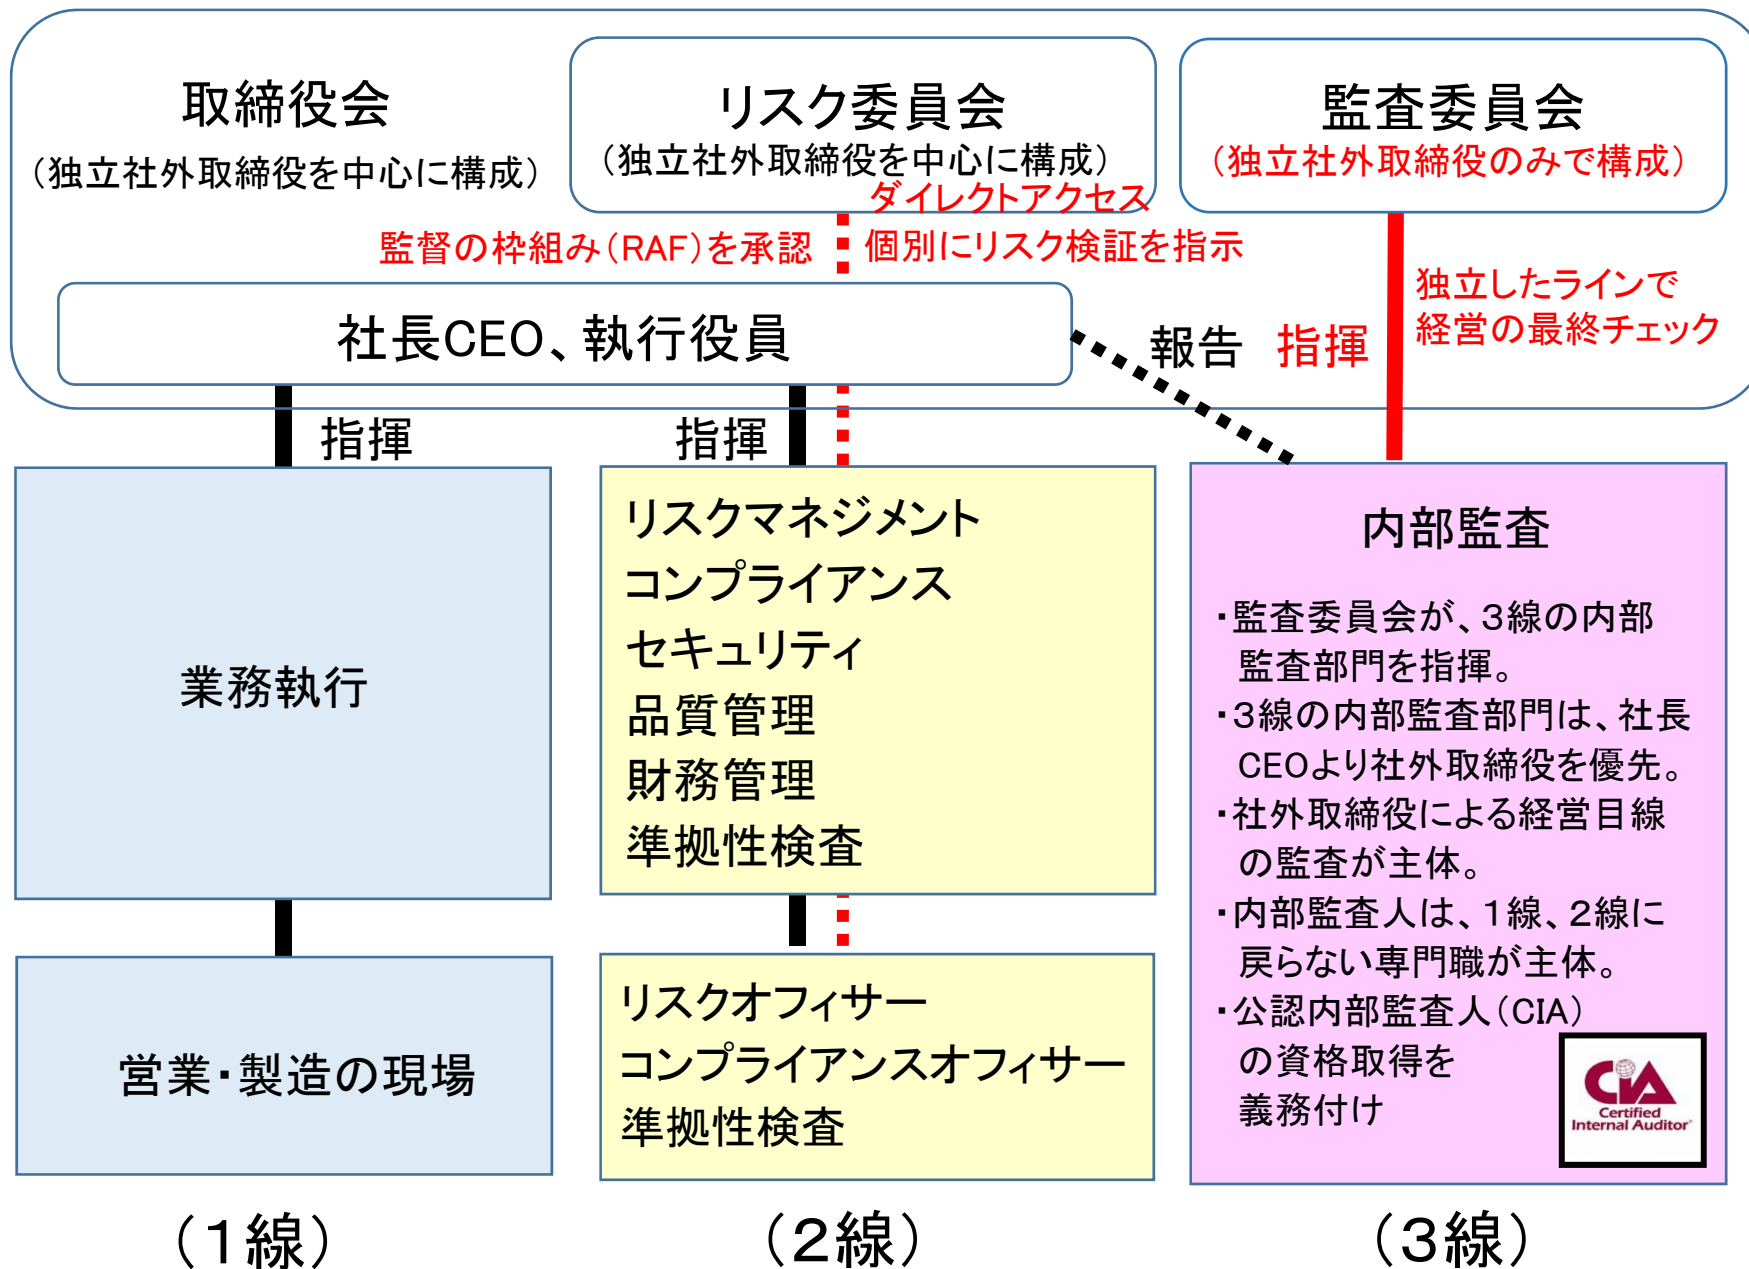 取締役会
（独立社外取締役を中心に構成）
リスク委員会
（独立社外取締役を中心に構成）
監査委員会
（独立社外取締役のみで構成）
ダイレクトアクセス
監督の枠組み（RAF）を承認
個別にリスク検証を指示
独立したラインで
経営の最終チェック
社長CEO、執行役員
報告
指揮
指揮
指揮
業務執行
営業・製造の現場
リスクマネジメント
コンプライアンス
セキュリティ
品質管理
財務管理
準拠性検査
リスクオフィサー
コンプライアンスオフィサー
準拠性検査
内部監査
・監査委員会が、3線の内部
監査部門を指揮。
・3線の内部監査部門は、社長
CEOより社外取締役を優先。
・社外取締役による経営目線
の監査が主体。
・内部監査人は、1線、2線に
戻らない専門職が主体。
・公認内部監査人（CIA）
の資格取得を
義務付け
CIA
Certified
Internal Auditor®
（1線）
（2線）
（3線）